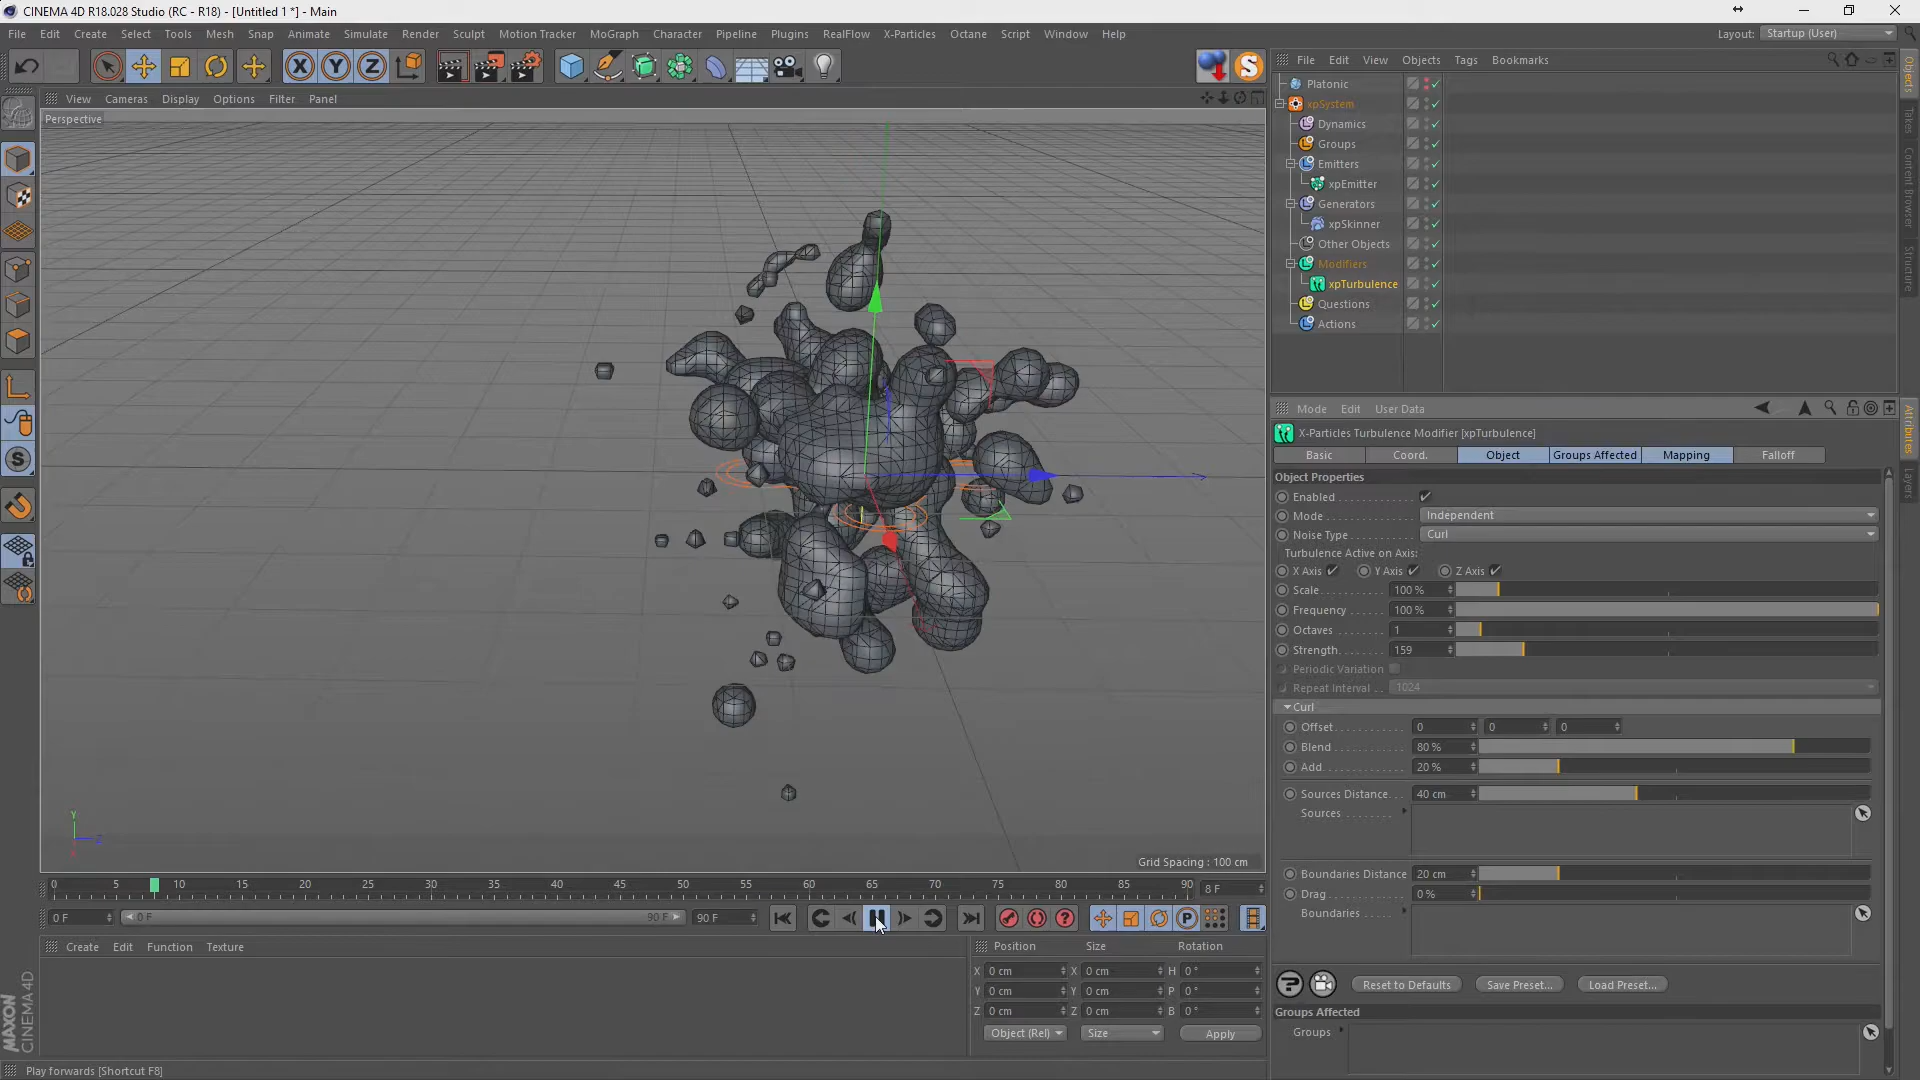 CINEMA 4D R18.028 Studio (RC - R18) - [Untitled 1 *] - Main
File Edit Create Select Tools Mesh Snap Animate Simulate Render Sculpt Motion Tracker MoGraph Character Pipeline Plugins RealFlow X-Particles Octane Script Window Help
Layout: Startup (User)
X Y Z
View Cameras Display Options Filter Panel
Perspective
Grid Spacing : 100 cm
0 5 10 15 20 25 30 35 40 45 50 55 60 65 70 75 80 85 90
8 F
0 F
0 F
90 F
90 F
Create Edit Function Texture
Position Size Rotation
X 0 cm X 0 cm H 0 °
Y 0 cm Y 0 cm P 0 °
Z 0 cm Z 0 cm B 0 °
Object (Rel) Size Apply
MAXON
CINEMA 4D
Play forwards [Shortcut F8]
File Edit View Objects Tags Bookmarks
Platonic
xpSystem
Dynamics
Groups
Emitters
xpEmitter
Generators
xpSkinner
Other Objects
Modifiers
xpTurbulence
Questions
Actions
Objects
Takes
Content Browser
Structure
Attributes
Layers
Mode Edit User Data
X-Particles Turbulence Modifier [xpTurbulence]
Basic Coord. Object Groups Affected Mapping Falloff
Object Properties
Enabled
Mode Independent
Noise Type Curl
Turbulence Active on Axis:
X Axis Y Axis Z Axis
Scale 100 %
Frequency 100 %
Octaves 1
Strength 159
Periodic Variation
Repeat Interval 1024
Curl
Offset 0 0 0
Blend 80 %
Add 20 %
Sources Distance 40 cm
Sources
Boundaries Distance 20 cm
Drag 0 %
Boundaries
Reset to Defaults Save Preset... Load Preset...
Groups Affected
Groups